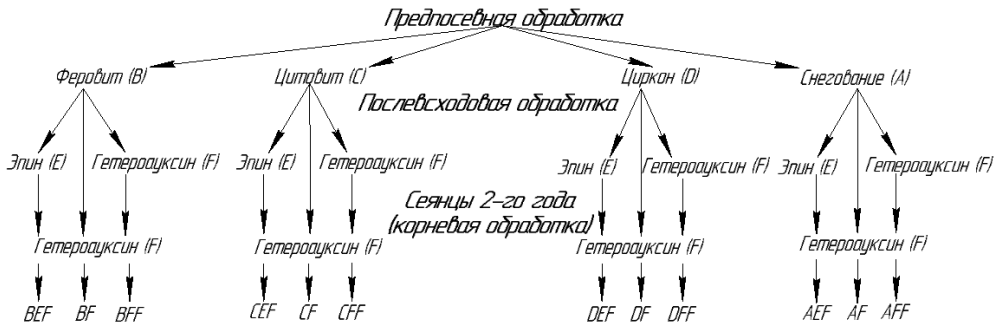 Предпосевная обработка
Феровит (B) Цитовит (C) Циркон (D) Снегование (A)
Послевсходовая обработка
Эпин (E) Гетероауксин (F) Эпин (E) Гетероауксин (F) Эпин (E) Гетероауксин (F) Эпин (E) Гетероауксин (F)
Сеянцы 2-го года
(корневая обработка)
Гетероауксин (F) Гетероауксин (F) Гетероауксин (F) Гетероауксин (F)
BEF BF BFF CEF CF CFF DEF DF DFF AEF AF AFF